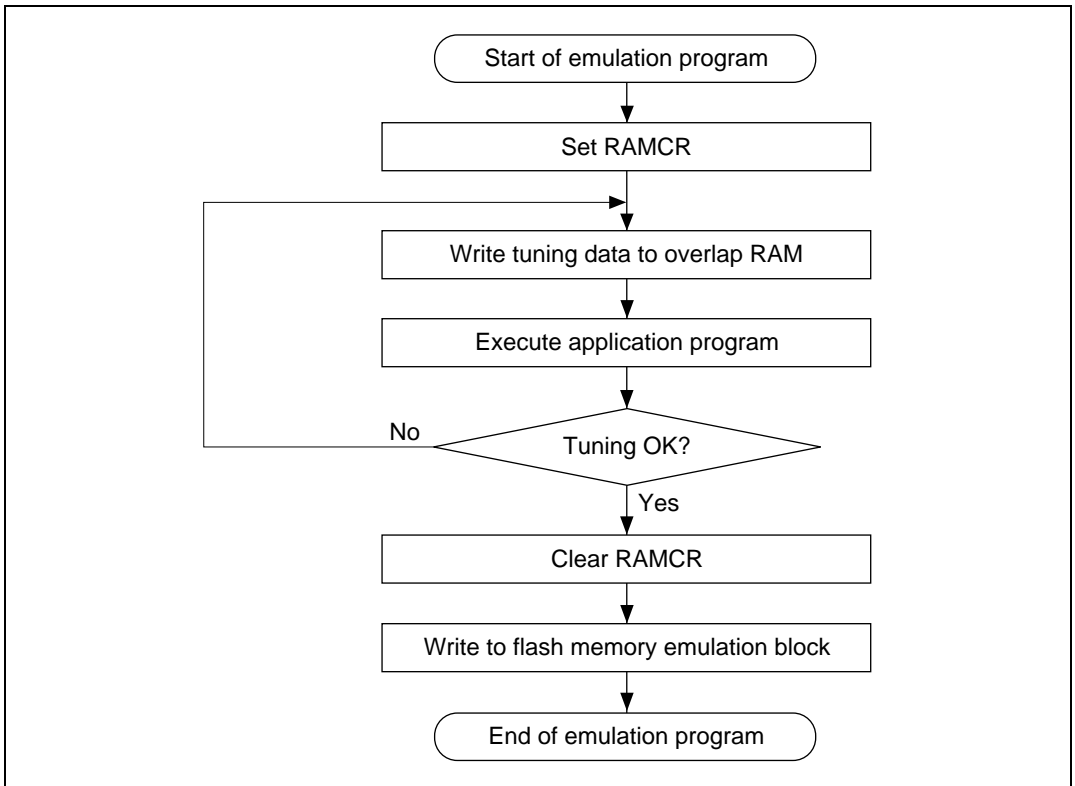 Start of emulation program
Set RAMCR
Write tuning data to overlap RAM
Execute application program
No
Tuning OK?
Yes
Clear RAMCR
Write to flash memory emulation block
End of emulation program